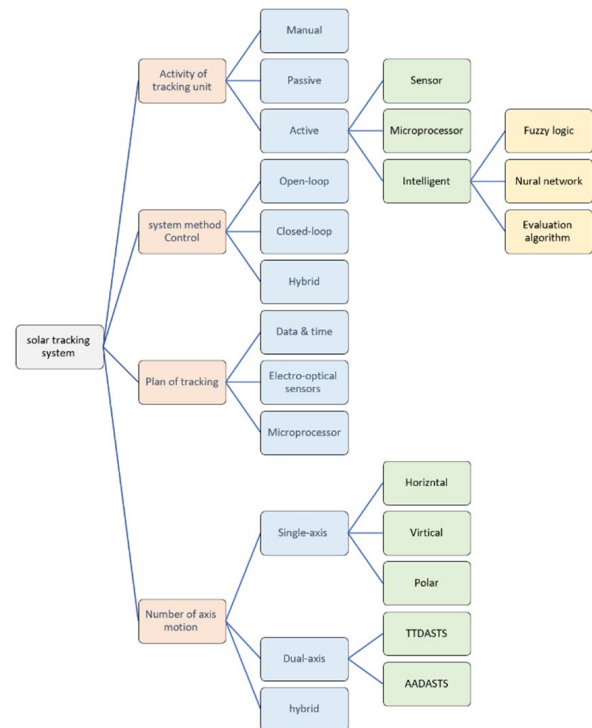 Manual
Activity of
tracking unit
Passive
Sensor
Active
Microprocessor
Fuzzy logic
Open-loop
Intelligent
Nural network
system method
Control
Closed-loop
Evaluation
algorithm
Hybrid
solar tracking
system
Data & time
Plan of tracking
Electro-optical
sensors
Microprocessor
Horizntal
Single-axis
Virtical
Polar
Number of axis
motion
TTDASTS
Dual-axis
AADASTS
hybrid